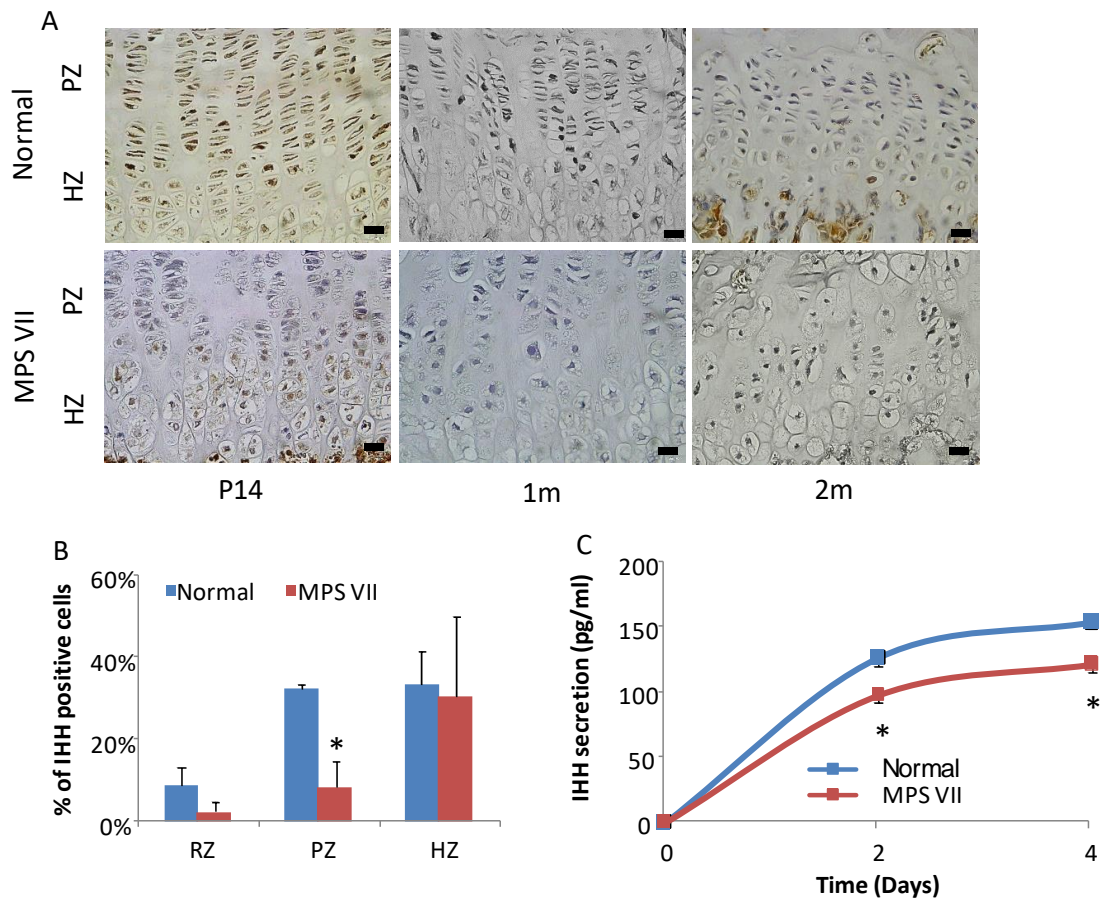 A
Normal
PZ
HZ
MPS VII
PZ
HZ
P14
1m
2m
B
% of IHH positive cells
60%
40%
20%
0%
Normal
MPS VII
*
RZ
PZ
HZ
C
IHH secretion (pg/ml)
200
150
100
50
0
*
*
Normal
MPS VII
0
2
4
Time (Days)